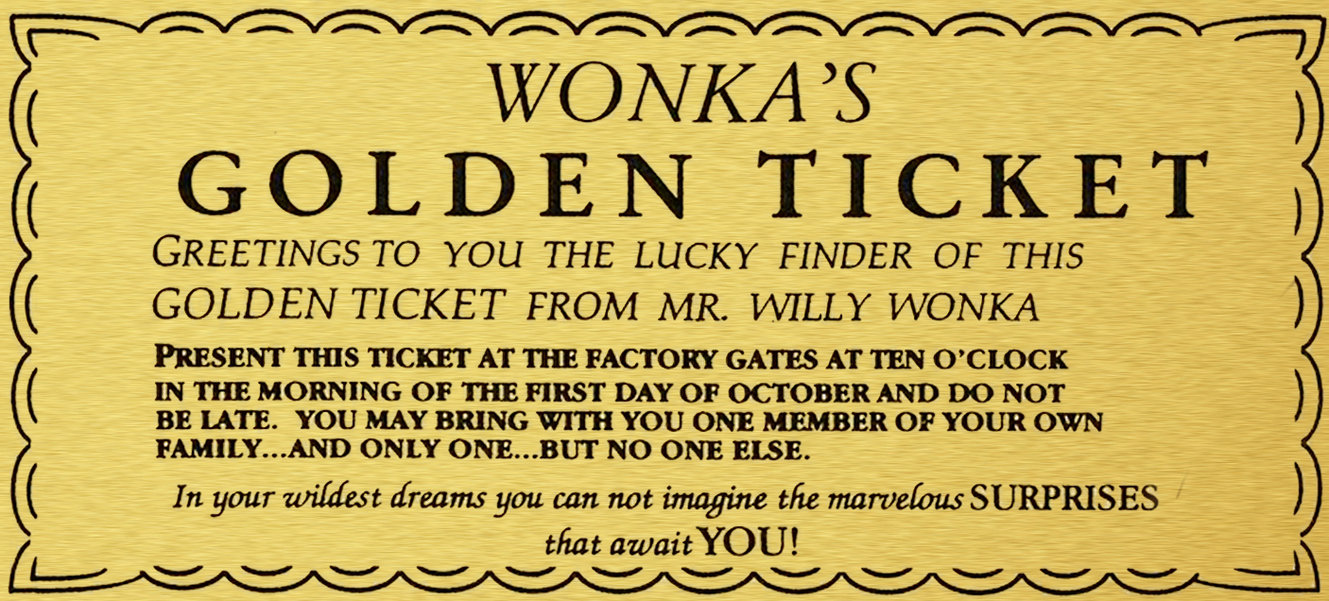 WONKA'S
GOLDEN TICKET
GREETINGS TO YOU THE LUCKY FINDER OF THIS
GOLDEN TICKET FROM MR. WILLY WONKA
PRESENT THIS TICKET AT THE FACTORY GATES AT TEN O'CLOCK
IN THE MORNING OF THE FIRST DAY OF OCTOBER AND DO NOT
BE LATE. YOU MAY BRING WITH YOU ONE MEMBER OF YOUR OWN
FAMILY...AND ONLY ONE...BUT NO ONE ELSE.
In your wildest dreams you can not imagine the marvelous SURPRISES
that await YOU!